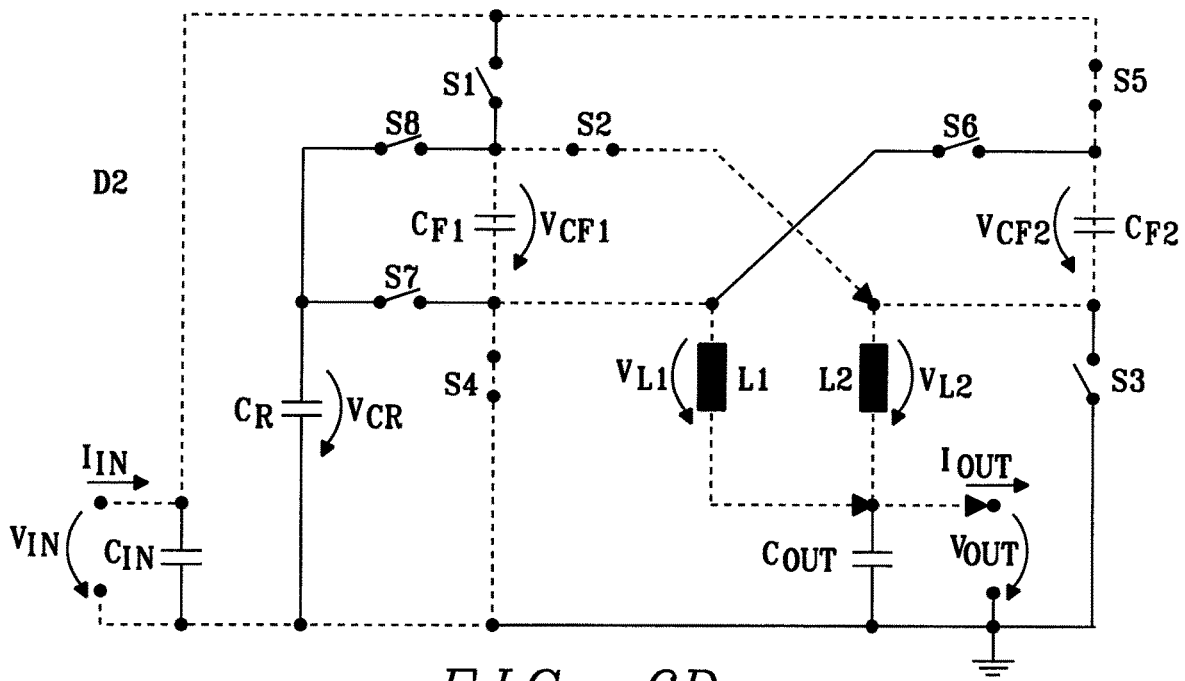 S1
S5
S8
S2
S6
D2
CF1
VCF1
VCF2
CF2
S7
VL1
L1
L2
VL2
S3
S4
CR
VCR
IIN
IOUT
VIN
CIN
COUT
VOUT